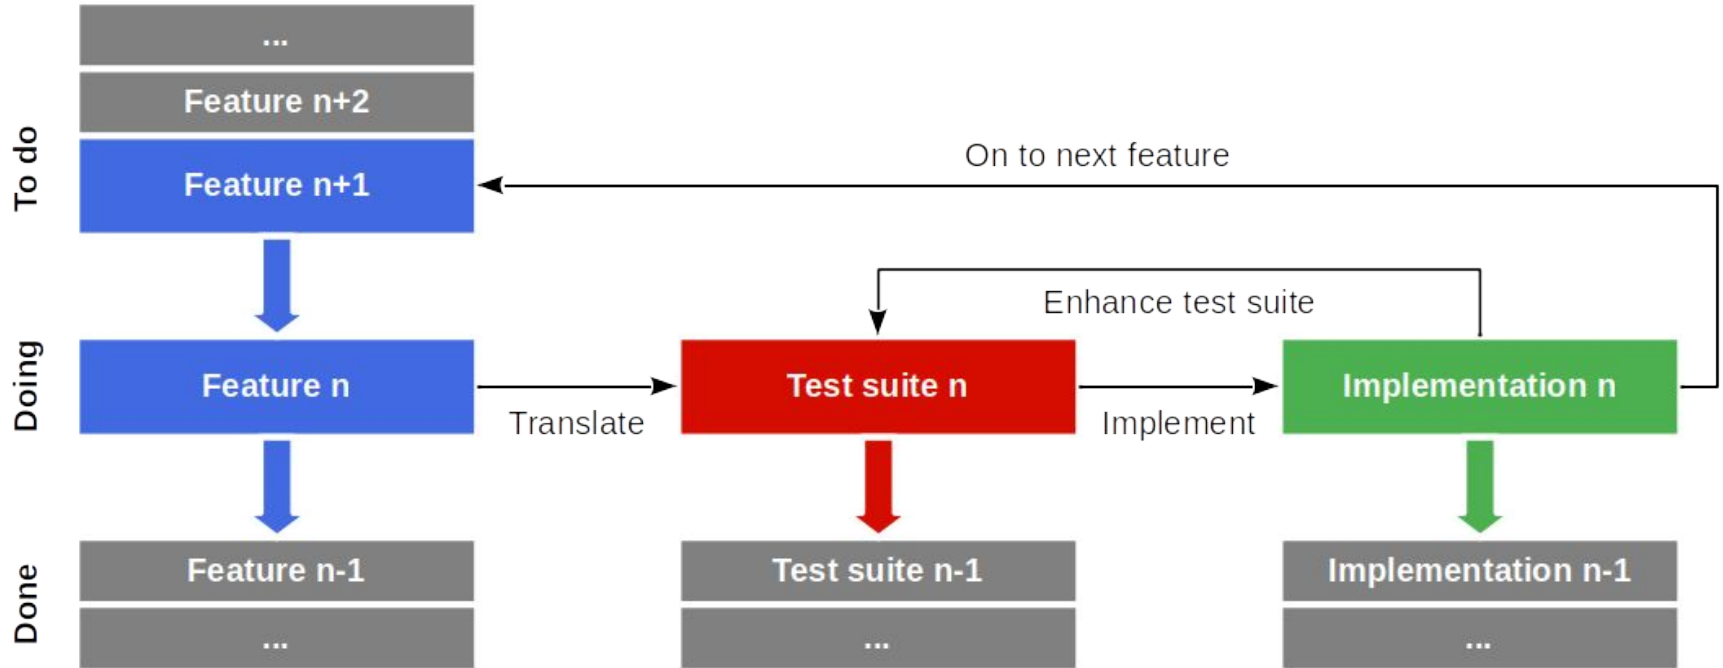 ...
Feature n+2
To do
Feature n+1
On to next feature
Enhance test suite
Doing
Feature n
Translate
Test suite n
Implement
Implementation n
Done
Feature n-1
Test suite n-1
Implementation n-1
...
...
...